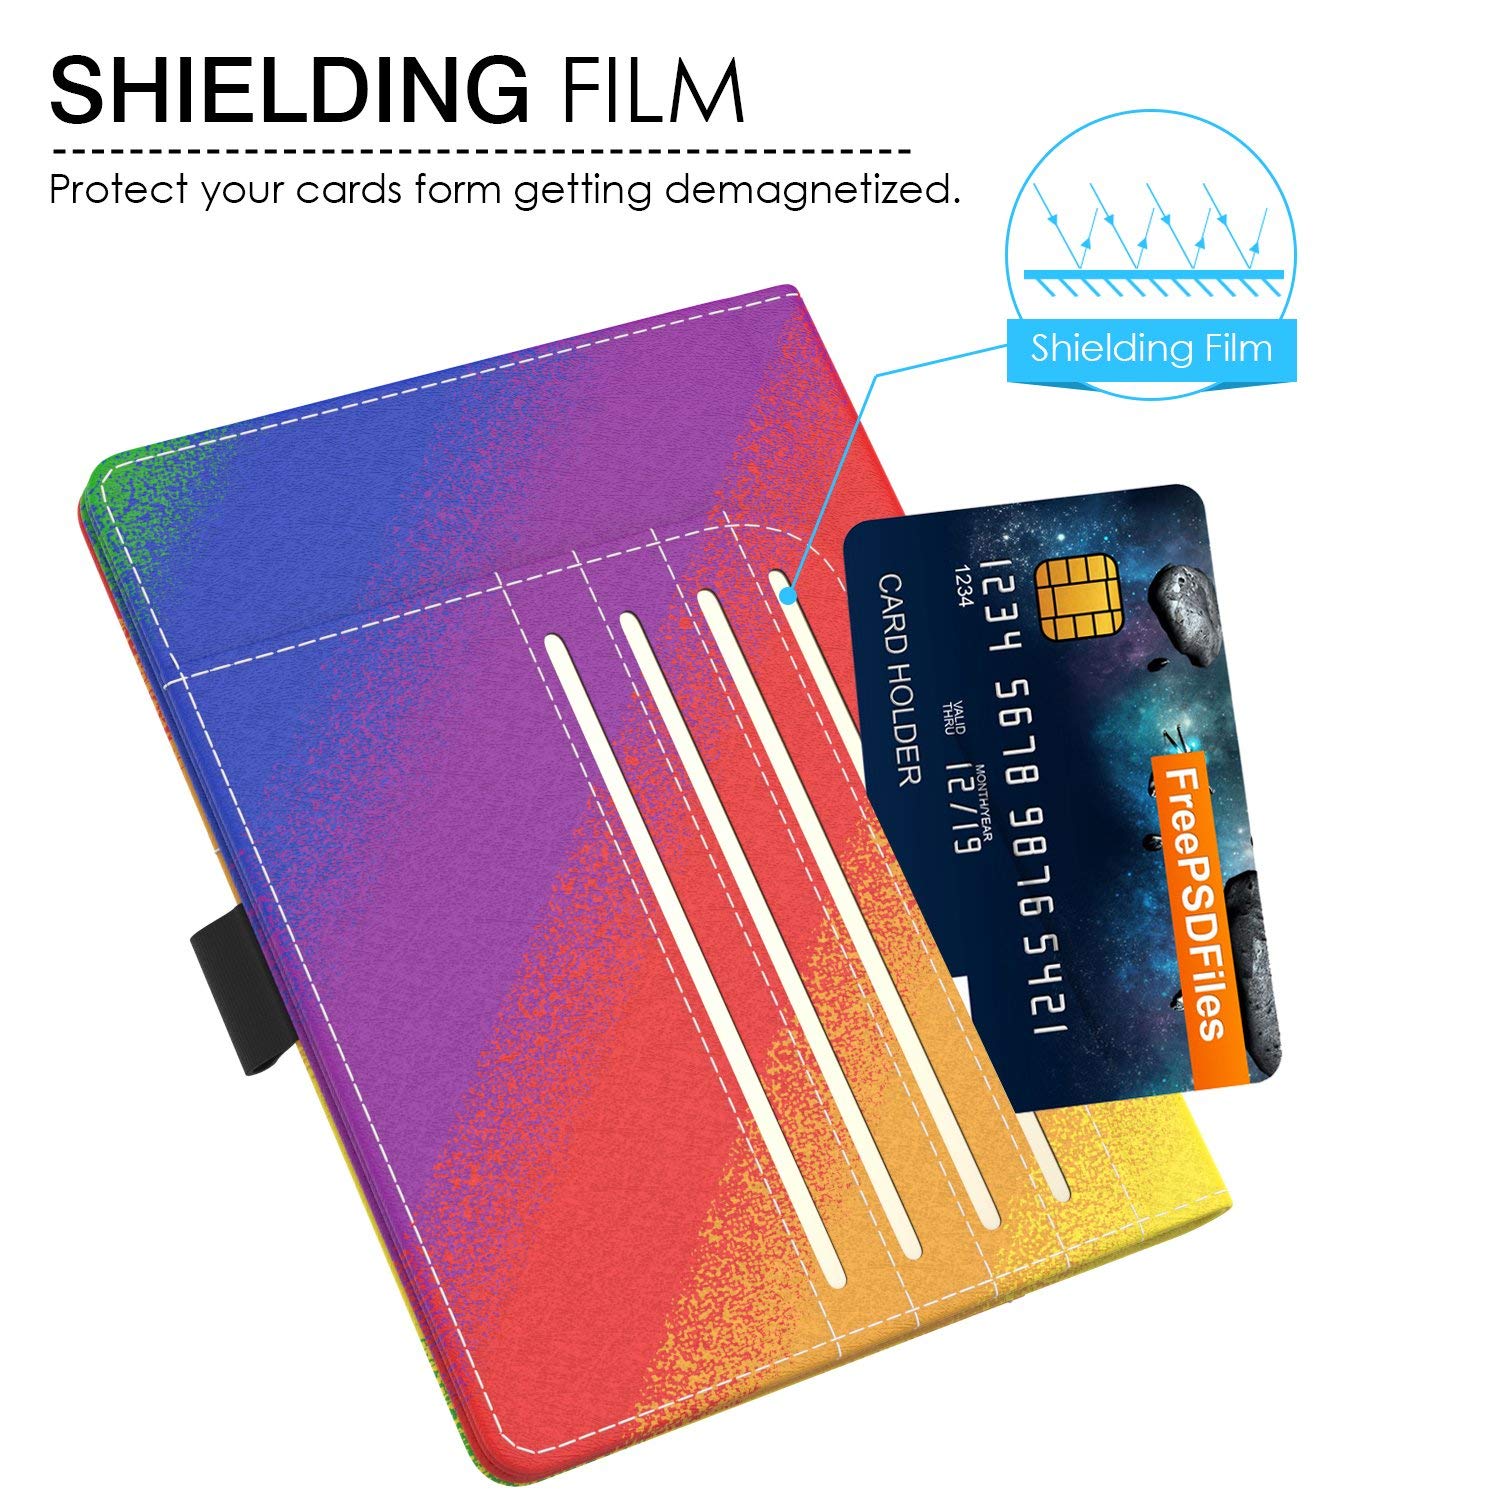 SHIELDING FILM
Protect your cards form getting demagnetized.
Shielding Film
1234 5678 9876 5421
1234
VALID
THRU
MONTH/YEAR
12/19
CARD HOLDER
FreePSDFiles